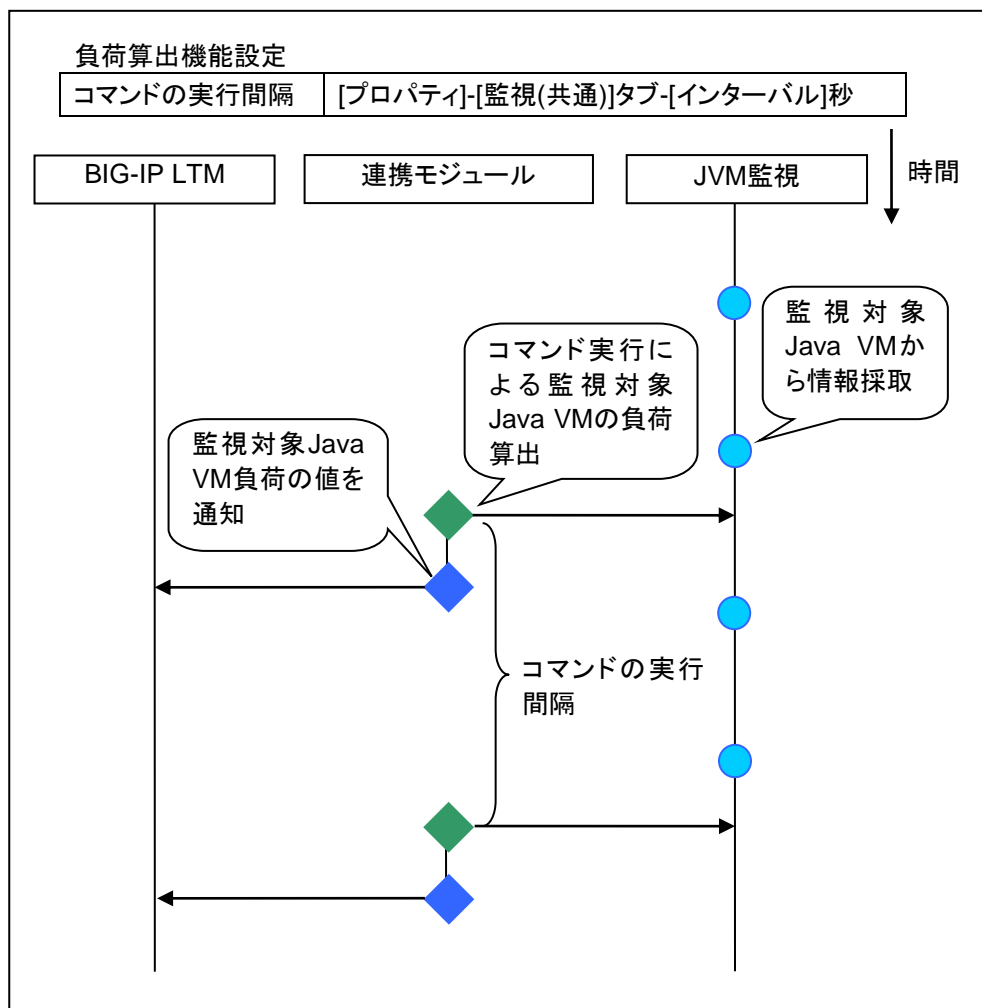 負荷算出機能設定
コマンドの実行間隔 [プロパティ]-[監視(共通)]タブ-[インターバル]秒
BIG-IP LTM 連携モジュール JVM監視 時間
監視対象
Java VMか
ら情報採取
コマンド実行に
よる監視対象
Java VMの負荷
算出
監視対象Java
VM負荷の値を
通知
コマンドの実行
間隔